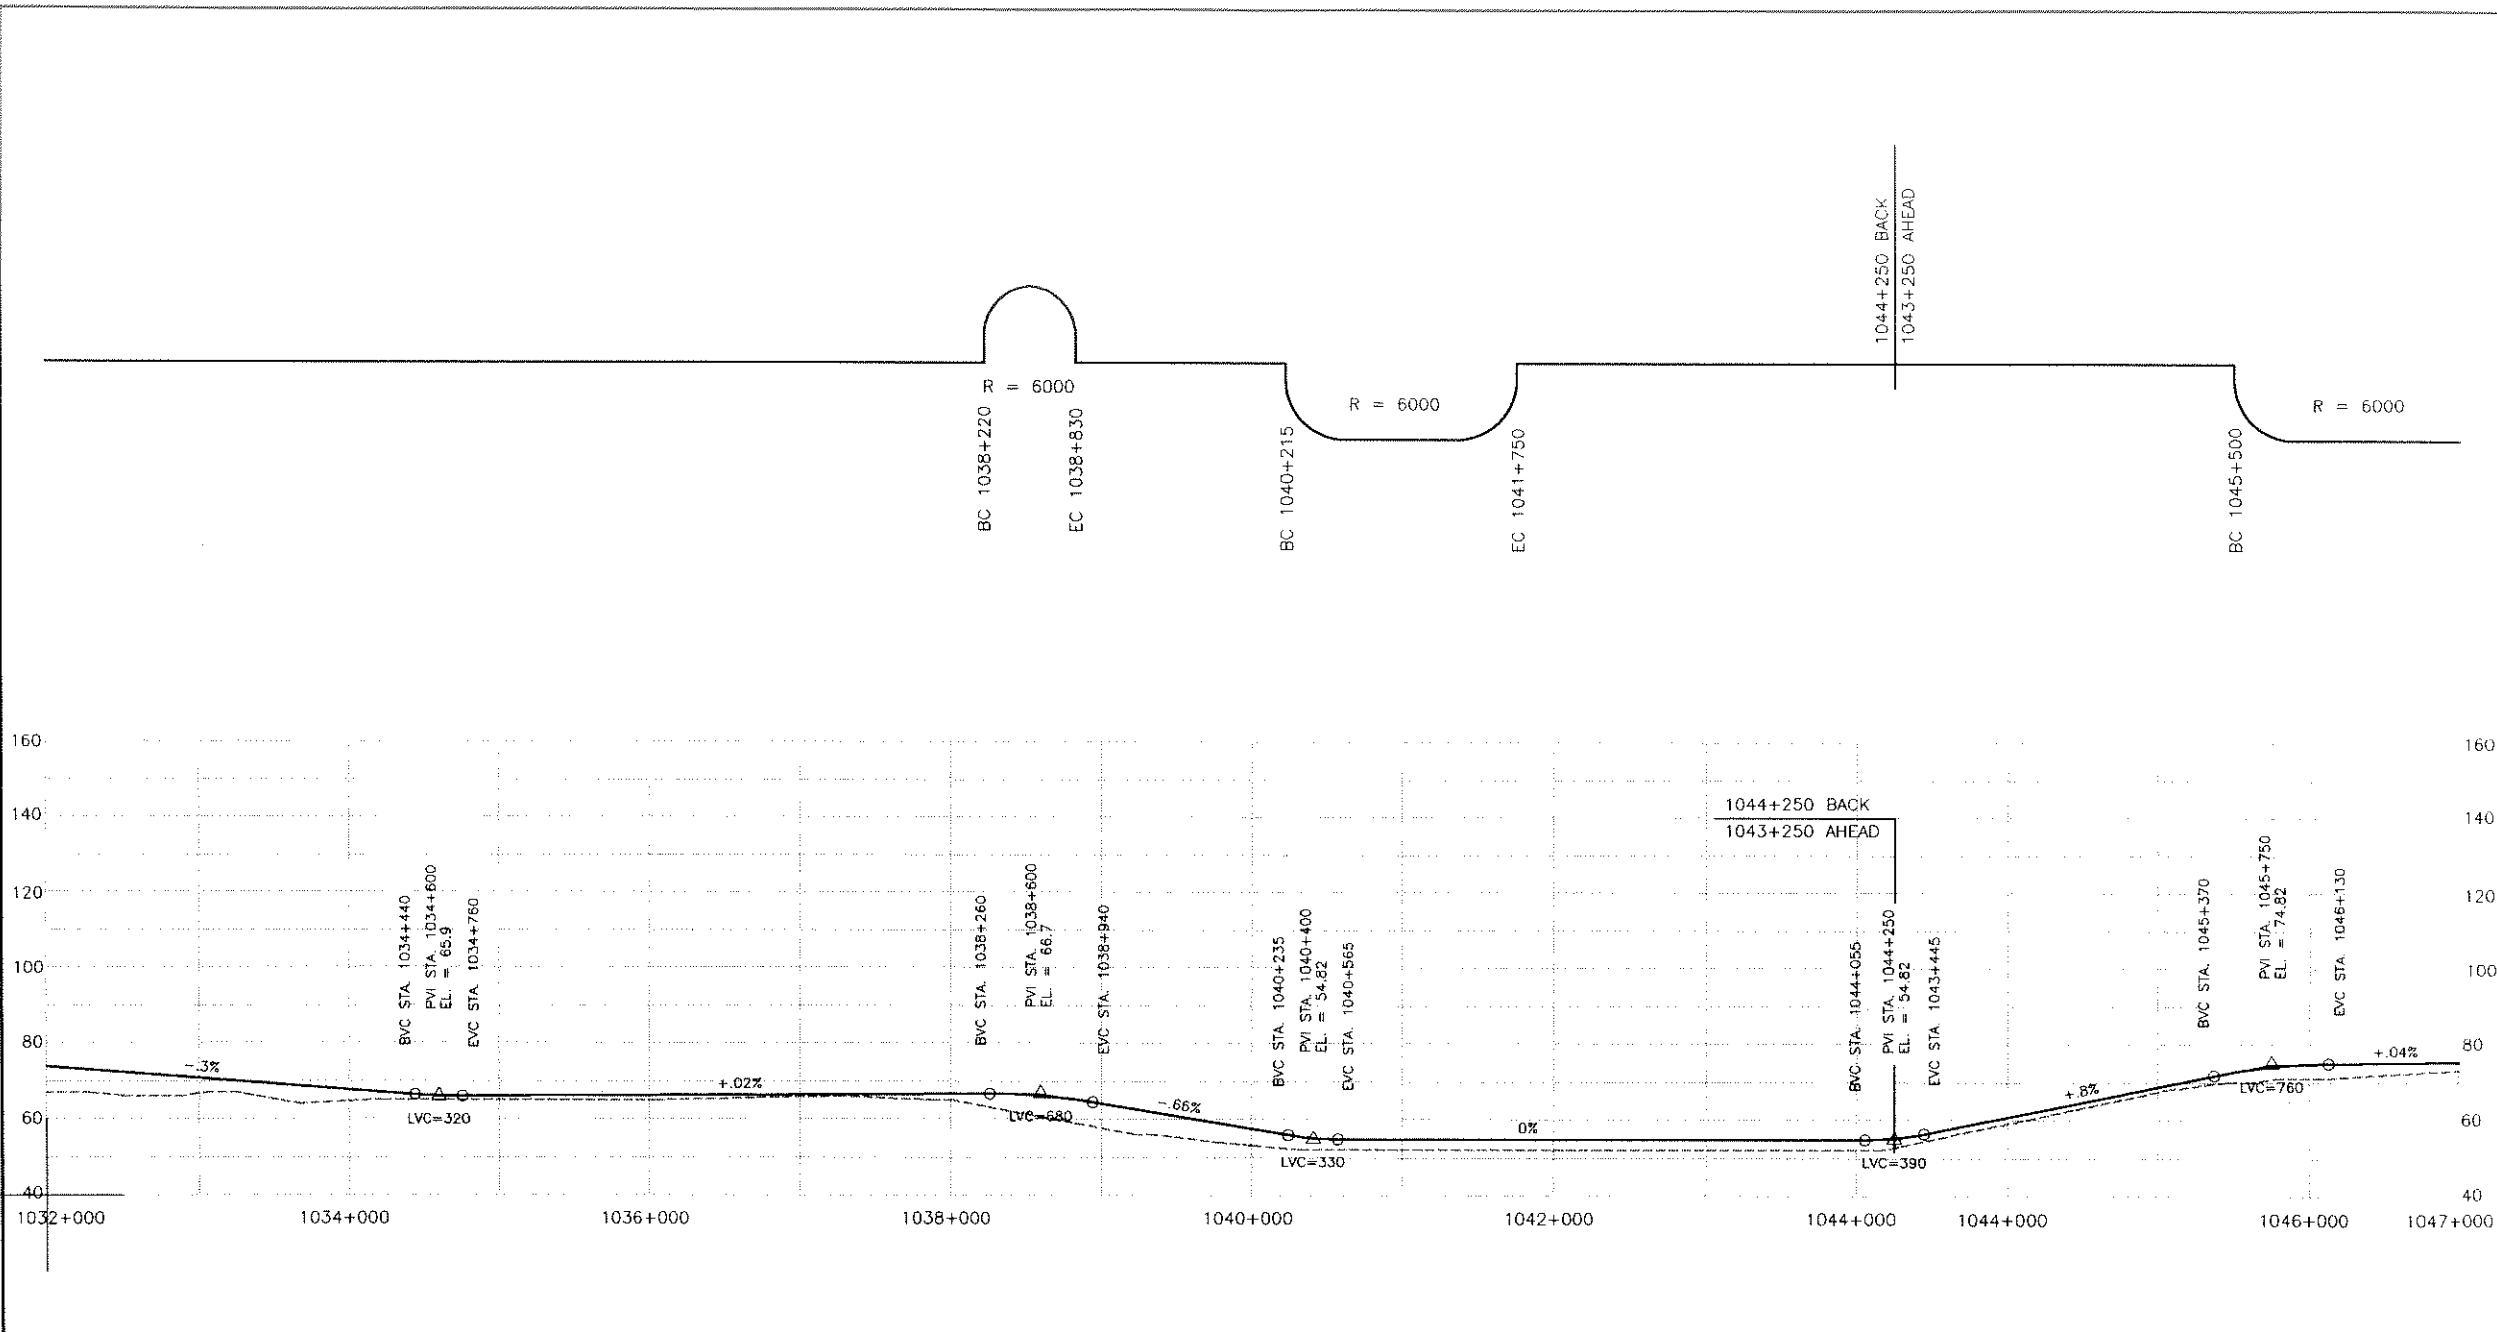 1044+250 BACK
1043+250 AHEAD
R = 6000
R = 6000
R = 6000
BC 1038+220
EC 1038+830
BC 1040+215
EC 1041+750
BC 1045+500
160
160
140
140
120
120
100
100
80
80
60
60
40
40
1044+250 BACK
1043+250 AHEAD
BVC STA. 1034+440
PVI STA. 1034+600
EL. = 65.9
EVC STA. 1034+760
BVC STA. 1038+260
PVI STA. 1038+600
EL. = 66.7
EVC STA. 1038+940
BVC STA. 1040+235
PVI STA. 1040+400
EL. = 54.82
EVC STA. 1040+565
BVC STA. 1044+055
PVI STA. 1044+250
EL. = 54.82
EVC STA. 1043+445
BVC STA. 1045+370
PVI STA. 1045+750
EL. = 74.82
EVC STA. 1046+130
-.3%
+.02%
-.66%
0%
+.8%
+.04%
LVC=320
LVC=680
LVC=330
LVC=390
LVC=760
1032+000
1034+000
1036+000
1038+000
1040+000
1042+000
1044+000
1044+000
1046+000
1047+000